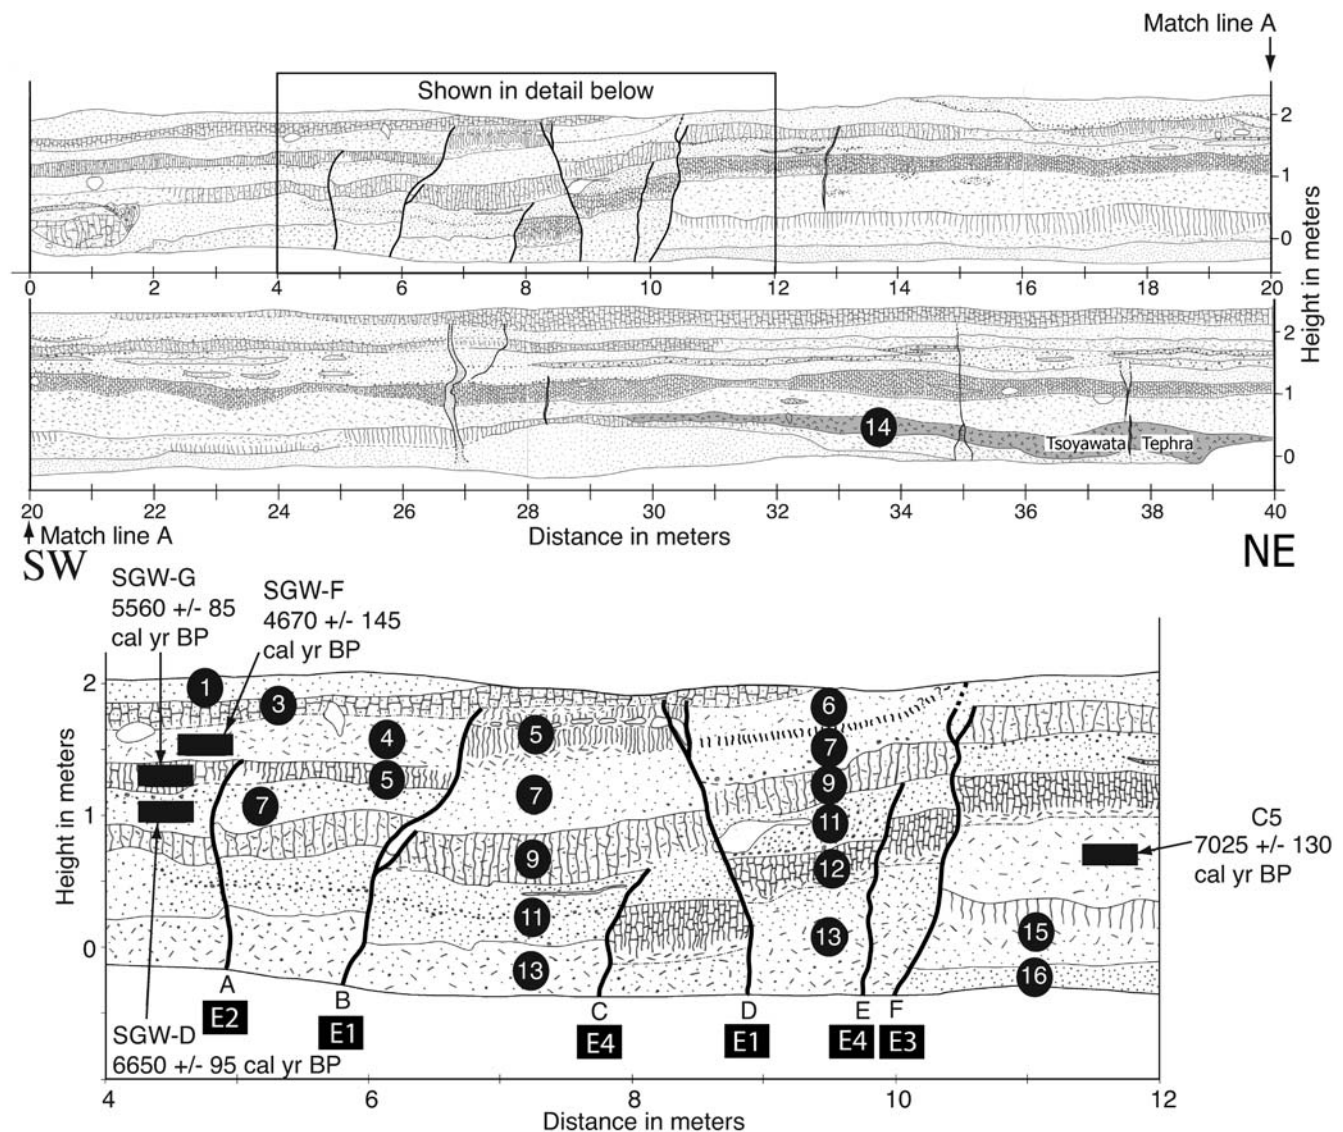 Match line A
Shown in detail below
2
1
0
Height in meters
0 2 4 6 8 10 12 14 16 18 20
14
Tsoyawata Tephra
2
1
0
20 22 24 26 28 30 32 34 36 38 40
Match line A
Distance in meters
SW
NE
SGW-G
5560 +/- 85
cal yr BP
SGW-F
4670 +/- 145
cal yr BP
2
1
0
Height in meters
1
3
4
5
7
5
7
9
11
13
6
7
9
11
12
13
15
16
C5
7025 +/- 130
cal yr BP
A
B
C
D
E
F
E2
E1
E4
E1
E4
E3
SGW-D
6650 +/- 95 cal yr BP
4 6 8 10 12
Distance in meters